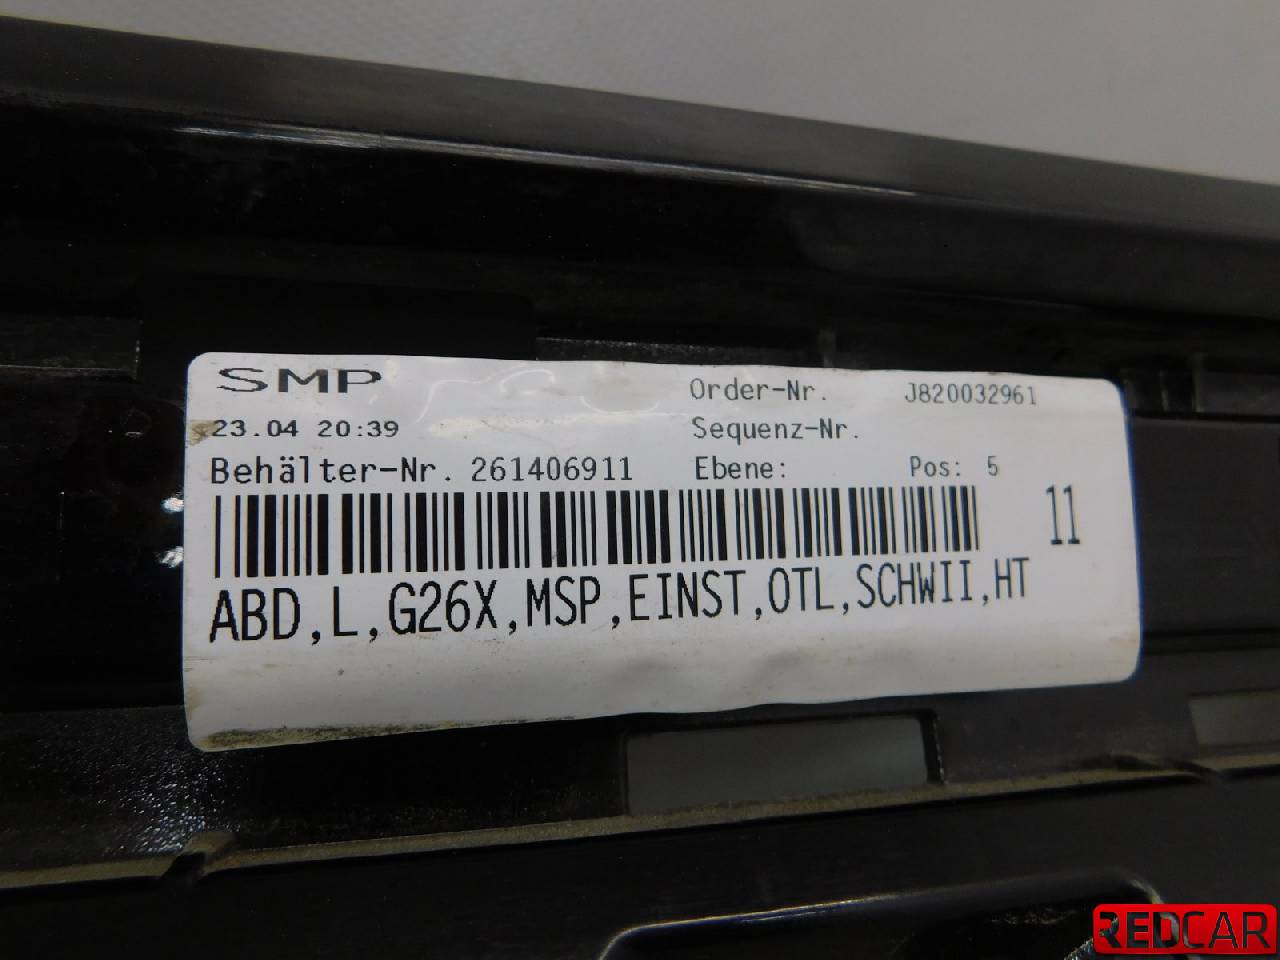 SMP
Order-Nr. J820032961
23.04 20:39
Sequenz-Nr.
Behälter-Nr. 261406911 Ebene: Pos: 5
11
ABD,L,G26X,MSP,EINST,OTL,SCHWII,HT
REDCAR